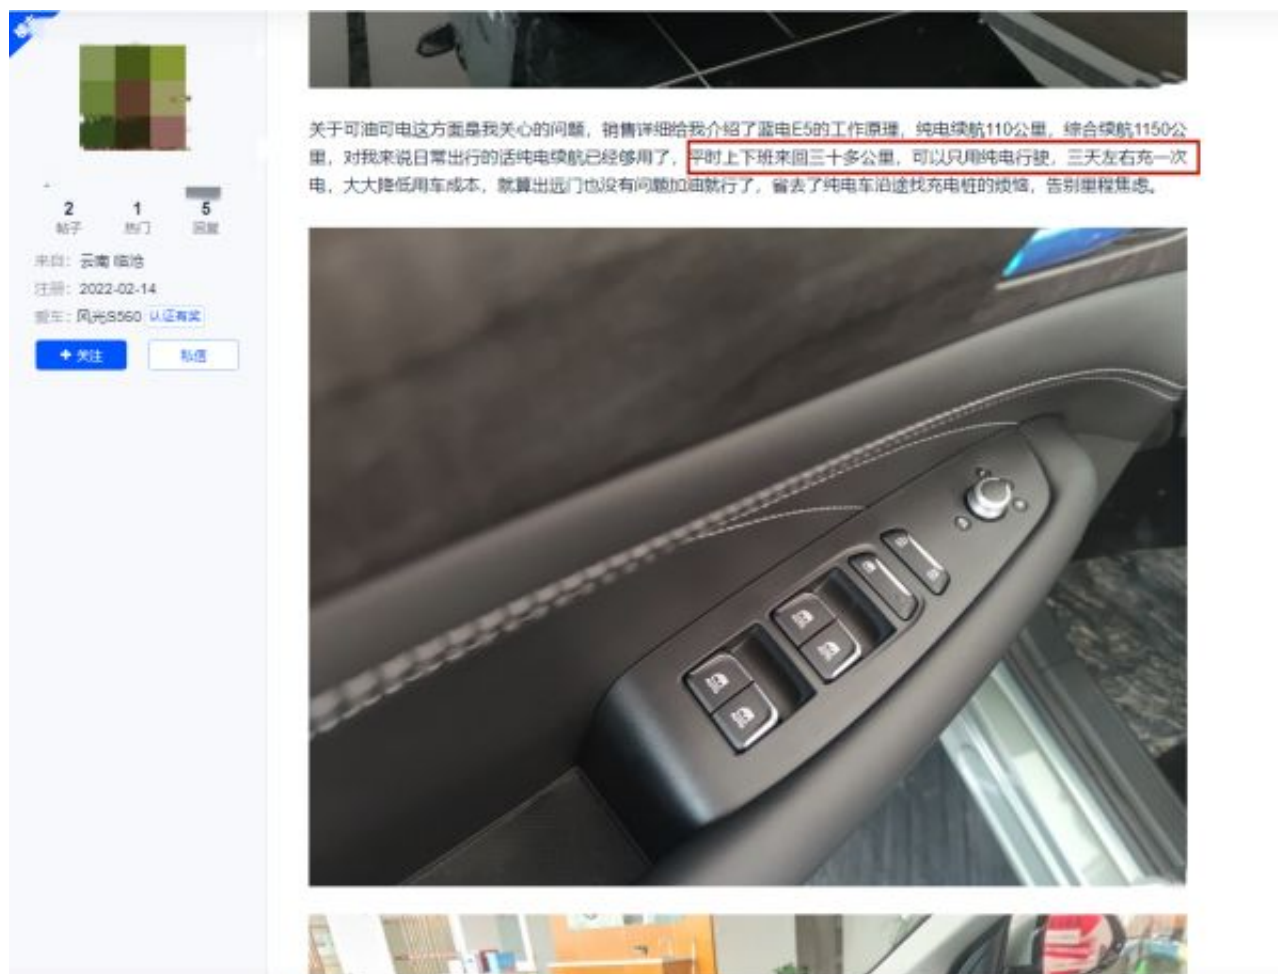 楼主
2 1 5
帖子 热门 回复
来自：云南 临沧
注册：2022-02-14
爱车：风光S560 认证有奖
+ 关注 私信
关于可油可电这方面是我关心的问题，销售详细给我介绍了蓝电E5的工作原理，纯电续航110公里，综合续航1150公
里，对我来说日常出行的话纯电续航已经够用了，平时上下班来回三十多公里，可以只用纯电行驶，三天左右充一次
电，大大降低用车成本，就算出远门也没有问题加油就行了，省去了纯电车沿途找充电桩的烦恼，告别里程焦虑。